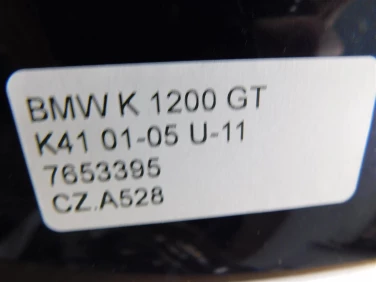 BMW K 1200 GT
K41 01-05 U-11
7653395
CZ.A528